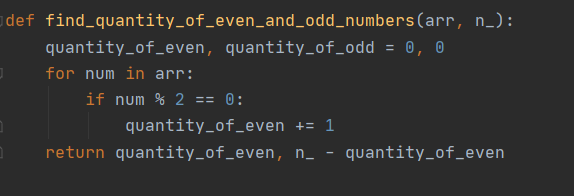 def find_quantity_of_even_and_odd_numbers(arr, n_):
    quantity_of_even, quantity_of_odd = 0, 0
    for num in arr:
        if num % 2 == 0:
            quantity_of_even += 1
    return quantity_of_even, n_ - quantity_of_even